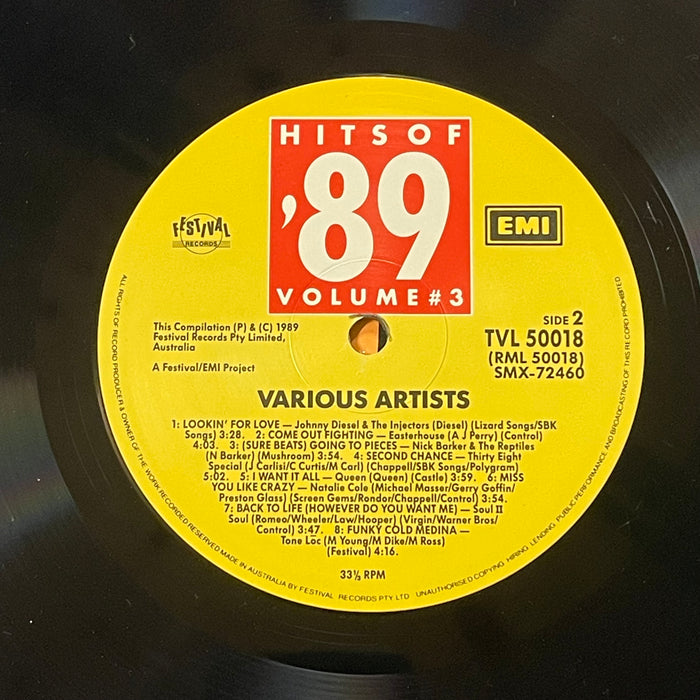 HITS OF
'89
VOLUME #3
FESTIVAL
RECORDS
EMI
This Compilation (P) & (C) 1989
Festival Records Pty Limited,
Australia
A Festival/EMI Project
SIDE 2
TVL 50018
(RML 50018)
SMX-72460
VARIOUS ARTISTS
1: LOOKIN' FOR LOVE — Johnny Diesel & The Injectors (Diesel) (Lizard Songs/SBK
Songs) 3:28. 2: COME OUT FIGHTING — Easterhouse (A J Perry) (Control)
4:03. 3: (SURE BEATS) GOING TO PIECES — Nick Barker & The Reptiles
(N Barker) (Mushroom) 3:54. 4: SECOND CHANCE — Thirty Eight
Special (J Carlisi/C Curtis/M Carl) (Chappell/SBK Songs/Polygram)
5:02. 5: I WANT IT ALL — Queen (Queen) (Castle) 3:59. 6: MISS
YOU LIKE CRAZY — Natalie Cole (Michael Masser/Gerry Goffin/
Preston Glass) (Screen Gems/Rondor/Chappell/Control) 3:54.
7: BACK TO LIFE (HOWEVER DO YOU WANT ME) — Soul II
Soul (Romeo/Wheeler/Law/Hooper) (Virgin/Warner Bros/
Control) 3:47. 8: FUNKY COLD MEDINA —
Tone Lōc (M Young/M Dike/M Ross)
(Festival) 4:16.
33⅓ RPM
ALL RIGHTS OF RECORD PRODUCER & OWNER OF THE WORK RECORDED RESERVED MADE IN AUSTRALIA BY FESTIVAL RECORDS PTY LTD UNAUTHORISED COPYING, HIRING, LENDING, PUBLIC PERFORMANCE AND BROADCASTING OF THIS RECORD PROHIBITED